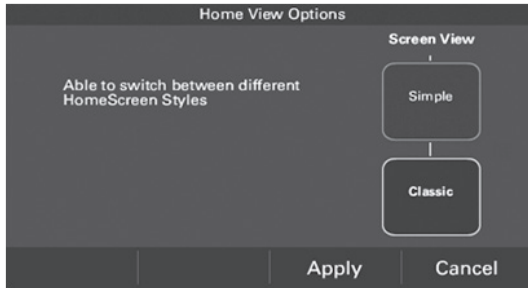 Home View Options
Screen View
Able to switch between different
HomeScreen Styles
Simple
Classic
Apply
Cancel